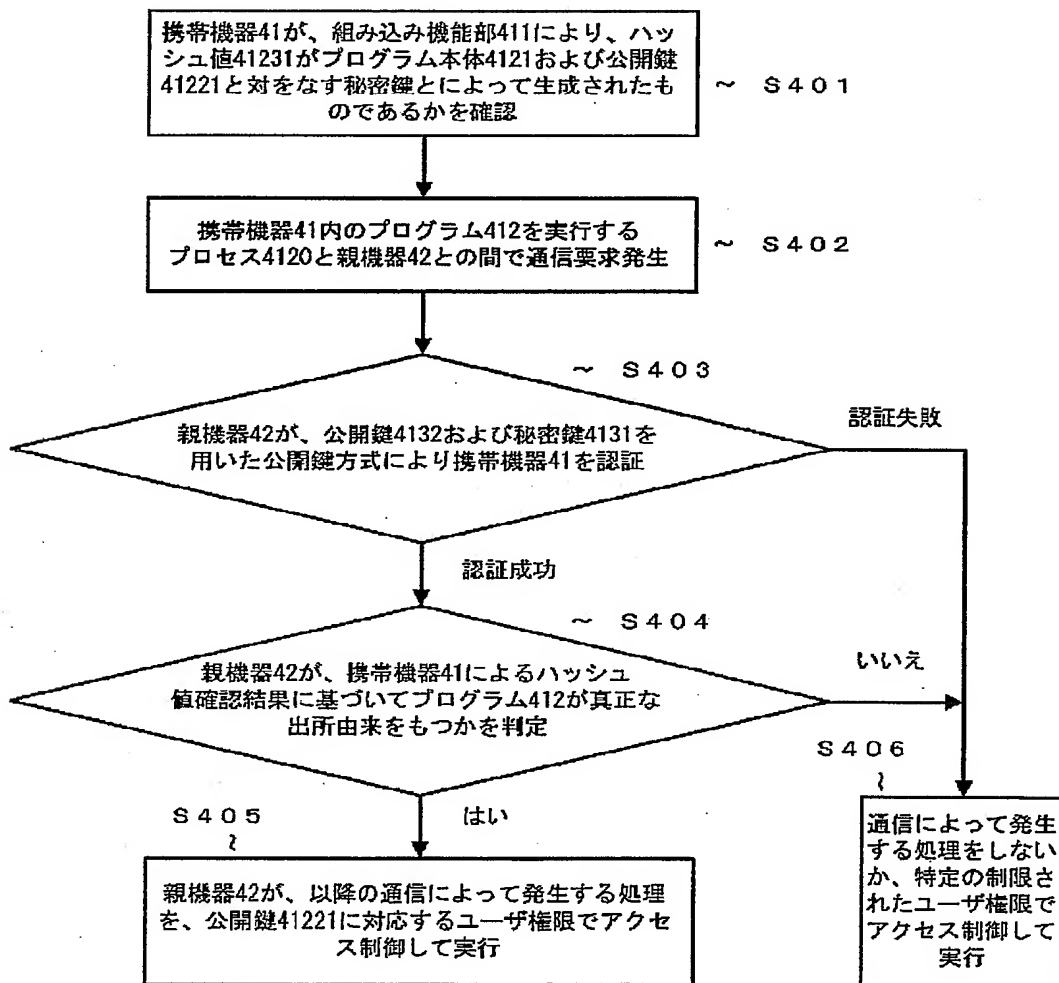 携帯機器41が、組み込み機能部411により、ハッ
シュ値41231がプログラム本体4121および公開鍵
41221と対をなす秘密鍵とによって生成されたも
のであるかを確認
～ S401
携帯機器41内のプログラム412を実行する
プロセス4120と親機器42との間で通信要求発生
～ S402
～ S403
親機器42が、公開鍵4132および秘密鍵4131を
用いた公開鍵方式により携帯機器41を認証
認証失敗
認証成功
～ S404
親機器42が、携帯機器41によるハッシュ
値確認結果に基づいてプログラム412が真正な
出所由来をもつかを判定
いいえ
S406
～
S405
～
はい
親機器42が、以降の通信によって発生する処理
を、公開鍵41221に対応するユーザ権限でアクセ
ス制御して実行
通信によって発生
する処理をしない
か、特定の制限さ
れたユーザ権限で
アクセス制御して
実行